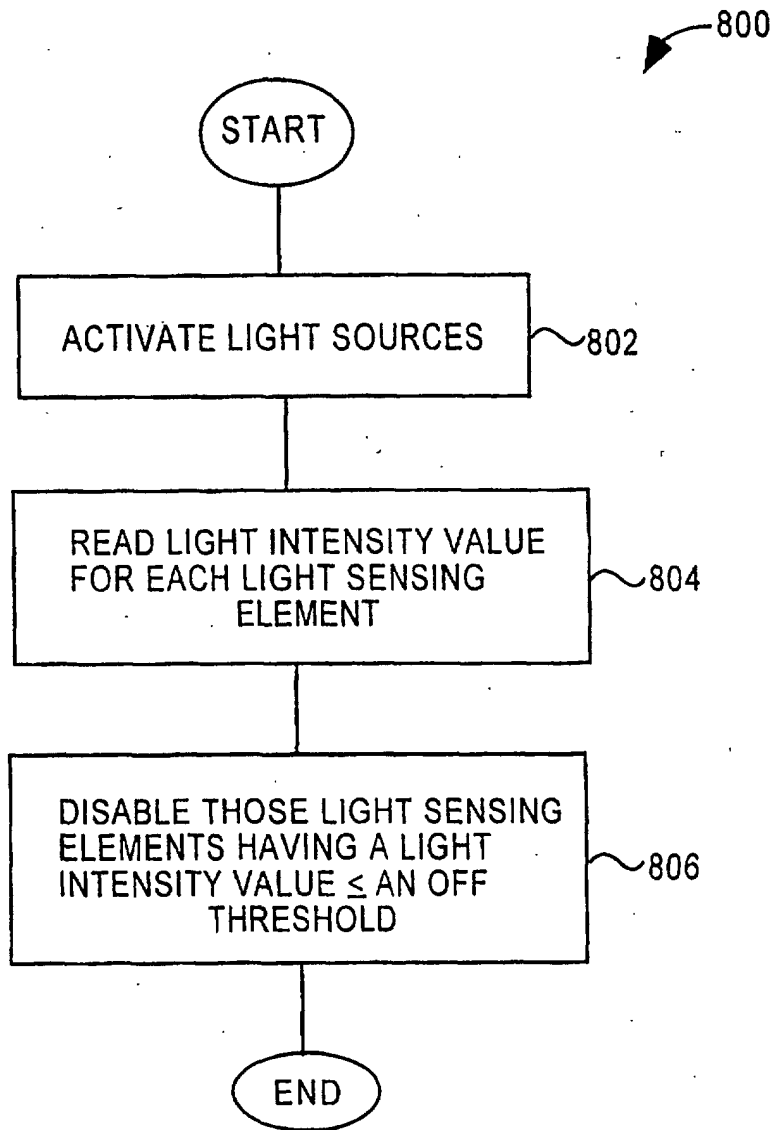 800
START
ACTIVATE LIGHT SOURCES
802
READ LIGHT INTENSITY VALUE
FOR EACH LIGHT SENSING
ELEMENT
804
DISABLE THOSE LIGHT SENSING
ELEMENTS HAVING A LIGHT
INTENSITY VALUE ≤ AN OFF
THRESHOLD
806
END